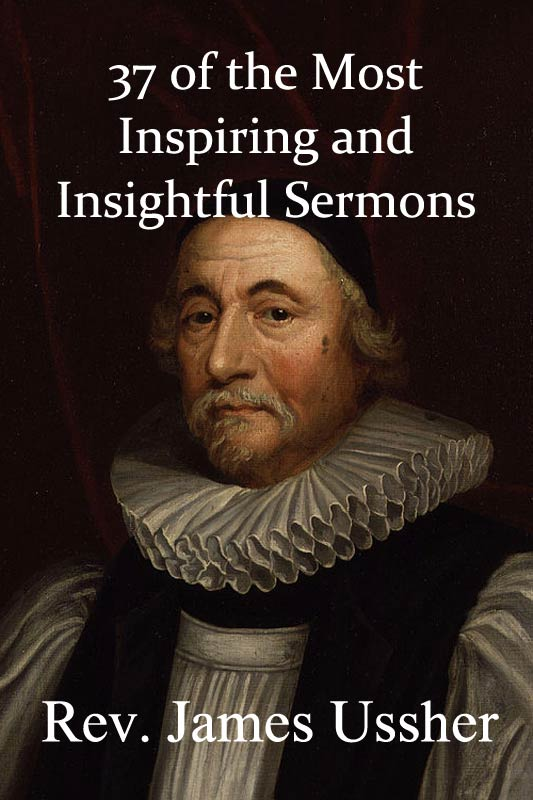 37 of the Most
Inspiring and
Insightful Sermons
Rev. James Ussher